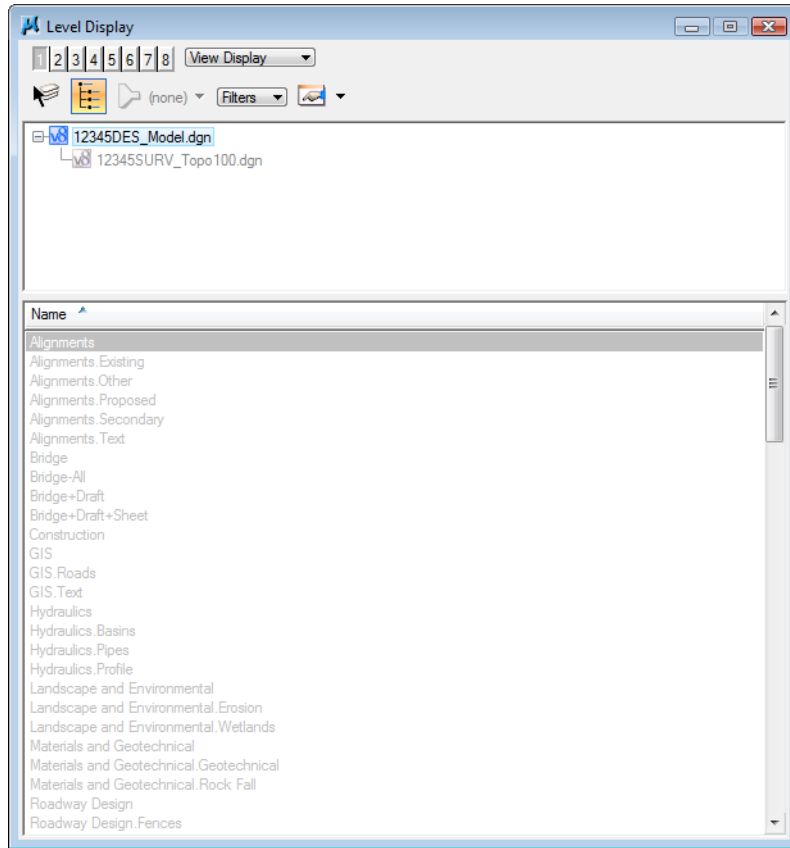 Level Display
1 2 3 4 5 6 7 8 View Display
(none) Filters
12345DES_Model.dgn
12345SURV_Topo100.dgn
Name
Alignments
Alignments.Existing
Alignments.Other
Alignments.Proposed
Alignments.Secondary
Alignments.Text
Bridge
Bridge-All
Bridge+Draft
Bridge+Draft+Sheet
Construction
GIS
GIS.Roads
GIS.Text
Hydraulics
Hydraulics.Basins
Hydraulics.Pipes
Hydraulics.Profile
Landscape and Environmental
Landscape and Environmental.Erosion
Landscape and Environmental.Wetlands
Materials and Geotechnical
Materials and Geotechnical.Geotechnical
Materials and Geotechnical.Rock Fall
Roadway Design
Roadway Design.Fences